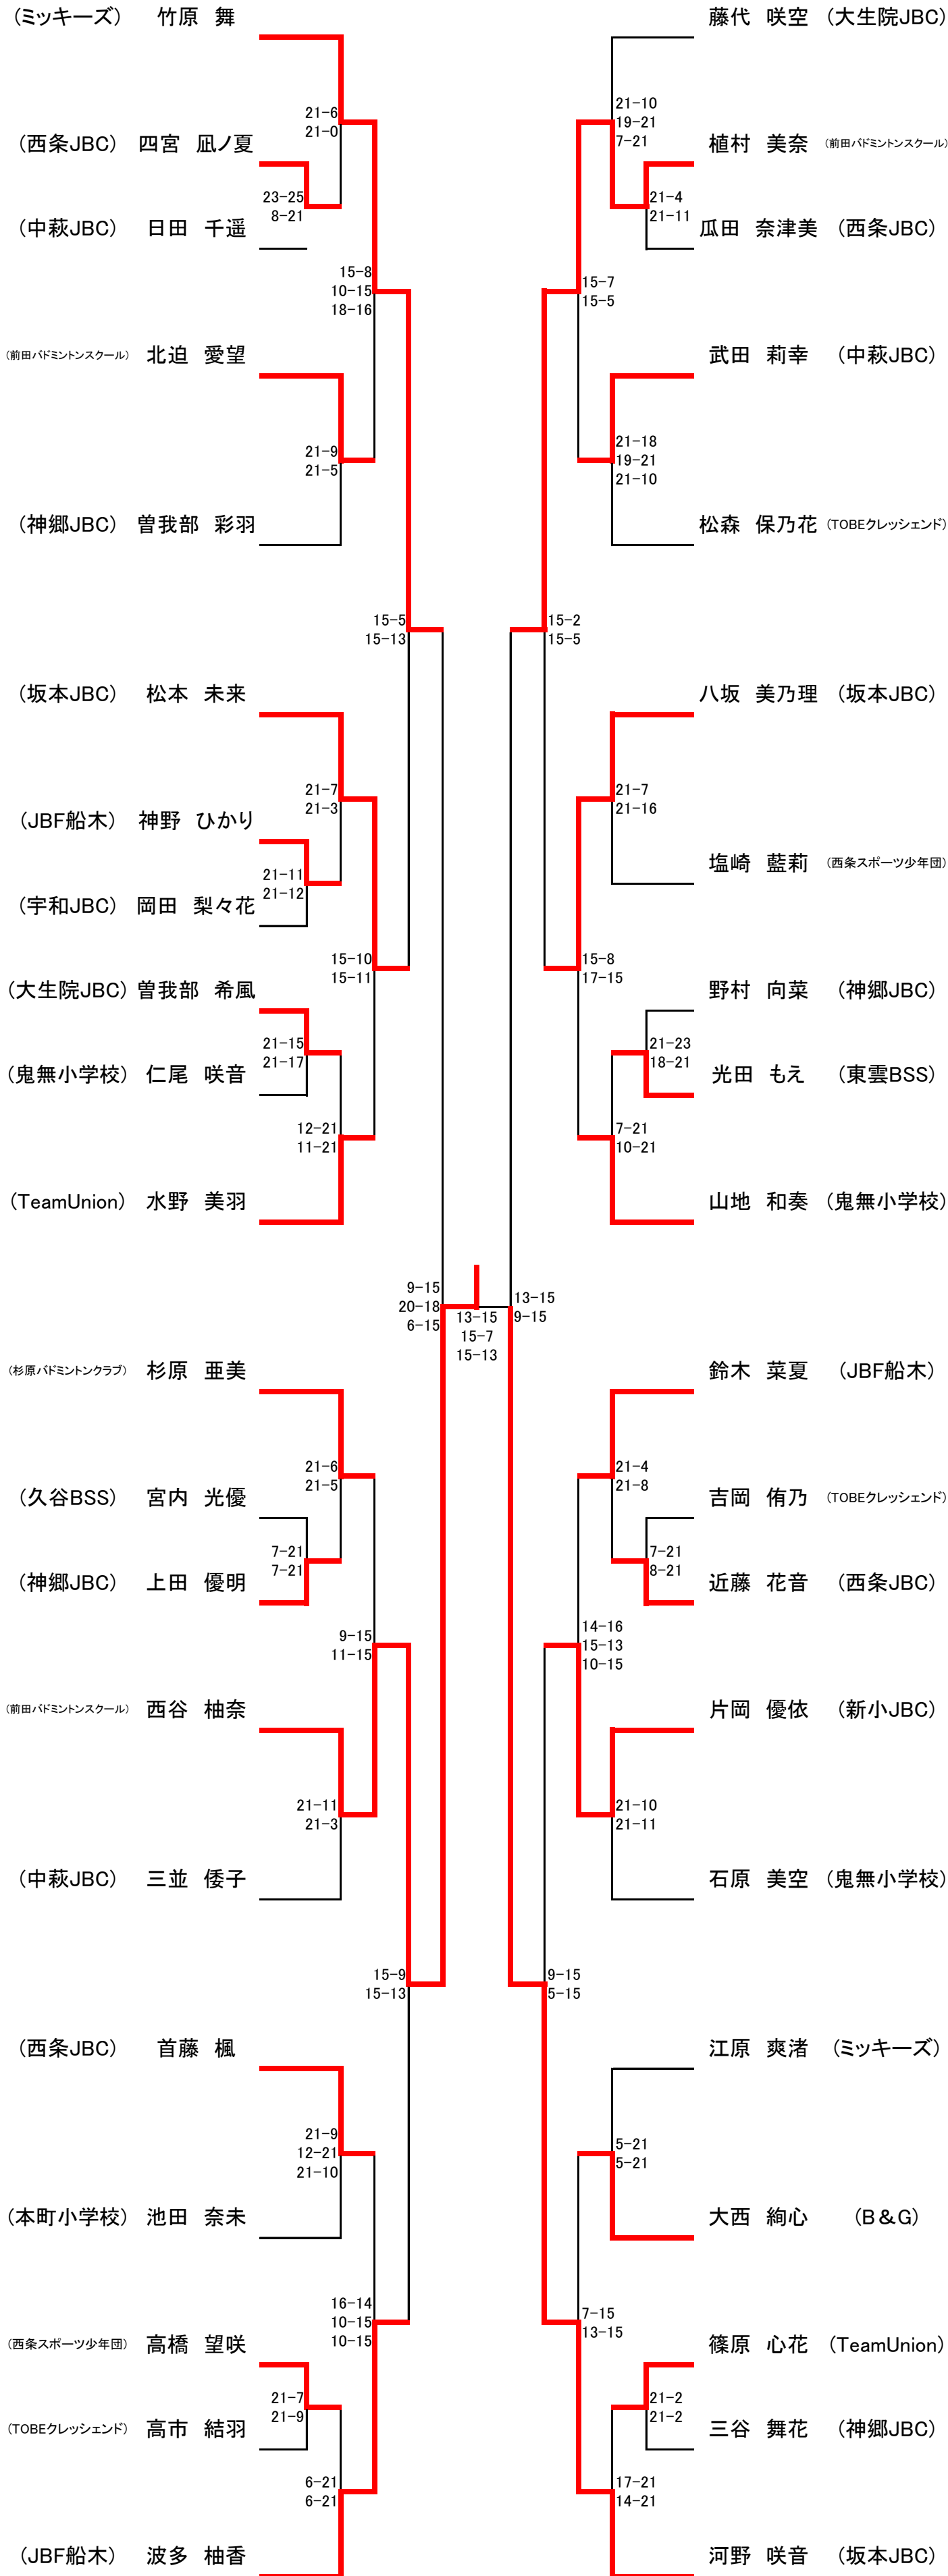 (ミッキーズ) 竹原 舞
藤代 咲空 (大生院JBC)
21-6
21-0
21-10
19-21
7-21
(西条JBC) 四宮 凪ノ夏
植村 美奈 (前田バドミントンスクール)
23-25
8-21
21-4
21-11
(中萩JBC) 日田 千遥
瓜田 奈津美 (西条JBC)
15-8
10-15
18-16
15-7
15-5
(前田バドミントンスクール) 北迫 愛望
武田 莉幸 (中萩JBC)
21-9
21-5
21-18
19-21
21-10
(神郷JBC) 曽我部 彩羽
松森 保乃花 (TOBEクレッシェンド)
15-5
15-13
15-2
15-5
(坂本JBC) 松本 未来
八坂 美乃理 (坂本JBC)
21-7
21-3
21-7
21-16
(JBF船木) 神野 ひかり
塩崎 藍莉 (西条スポーツ少年団)
21-11
21-12
(宇和JBC) 岡田 梨々花
15-10
15-11
15-8
17-15
(大生院JBC) 曽我部 希風
野村 向菜 (神郷JBC)
21-15
21-17
21-23
18-21
(鬼無小学校) 仁尾 咲音
光田 もえ (東雲BSS)
12-21
11-21
7-21
10-21
(TeamUnion) 水野 美羽
山地 和奏 (鬼無小学校)
9-15
20-18
6-15
13-15
15-7
15-13
13-15
9-15
(杉原バドミントンクラブ) 杉原 亜美
鈴木 菜夏 (JBF船木)
21-6
21-5
21-4
21-8
(久谷BSS) 宮内 光優
吉岡 侑乃 (TOBEクレッシェンド)
7-21
7-21
7-21
8-21
(神郷JBC) 上田 優明
近藤 花音 (西条JBC)
9-15
11-15
14-16
15-13
10-15
(前田バドミントンスクール) 西谷 柚奈
片岡 優依 (新小JBC)
21-11
21-3
21-10
21-11
(中萩JBC) 三並 倭子
石原 美空 (鬼無小学校)
15-9
15-13
9-15
5-15
(西条JBC) 首藤 楓
江原 爽渚 (ミッキーズ)
21-9
12-21
21-10
5-21
5-21
(本町小学校) 池田 奈未
大西 絢心 (B&G)
16-14
10-15
10-15
7-15
13-15
(西条スポーツ少年団) 高橋 望咲
篠原 心花 (TeamUnion)
21-7
21-9
21-2
21-2
(TOBEクレッシェンド) 高市 結羽
三谷 舞花 (神郷JBC)
6-21
6-21
17-21
14-21
(JBF船木) 波多 柚香
河野 咲音 (坂本JBC)